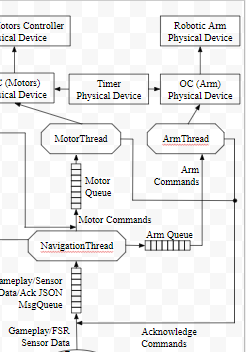 otors Controller
ical Device
Robotic Arm
Physical Device
C (Motors)
ical Device
Timer
Physical Device
OC (Arm)
Physical Device
MotorThread
ArmThread
Arm
Commands
Motor
Queue
Motor Commands
Arm Queue
NavigationThread
ameplay/Sensor
Data/Ack JSON
MsgQueue
Gameplay/FSR
Sensor Data
Acknowledge
Commands